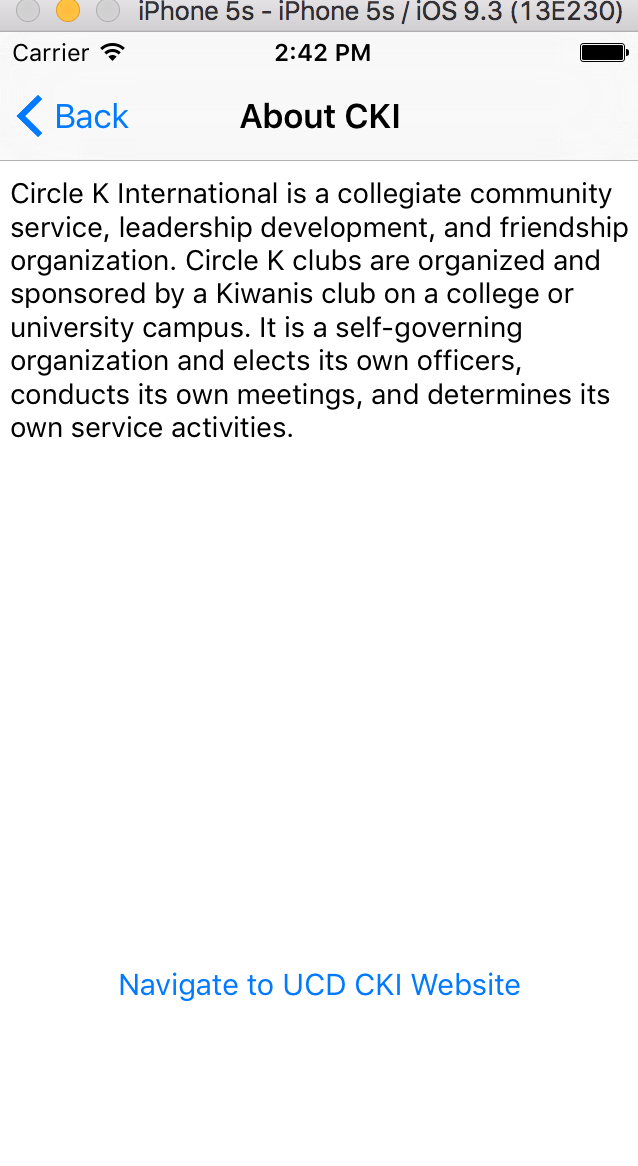 iPhone 5s - iPhone 5s / iOS 9.3 (13E230)
Carrier 2:42 PM
Back About CKI
Circle K International is a collegiate community
service, leadership development, and friendship
organization. Circle K clubs are organized and
sponsored by a Kiwanis club on a college or
university campus. It is a self-governing
organization and elects its own officers,
conducts its own meetings, and determines its
own service activities.
Navigate to UCD CKI Website